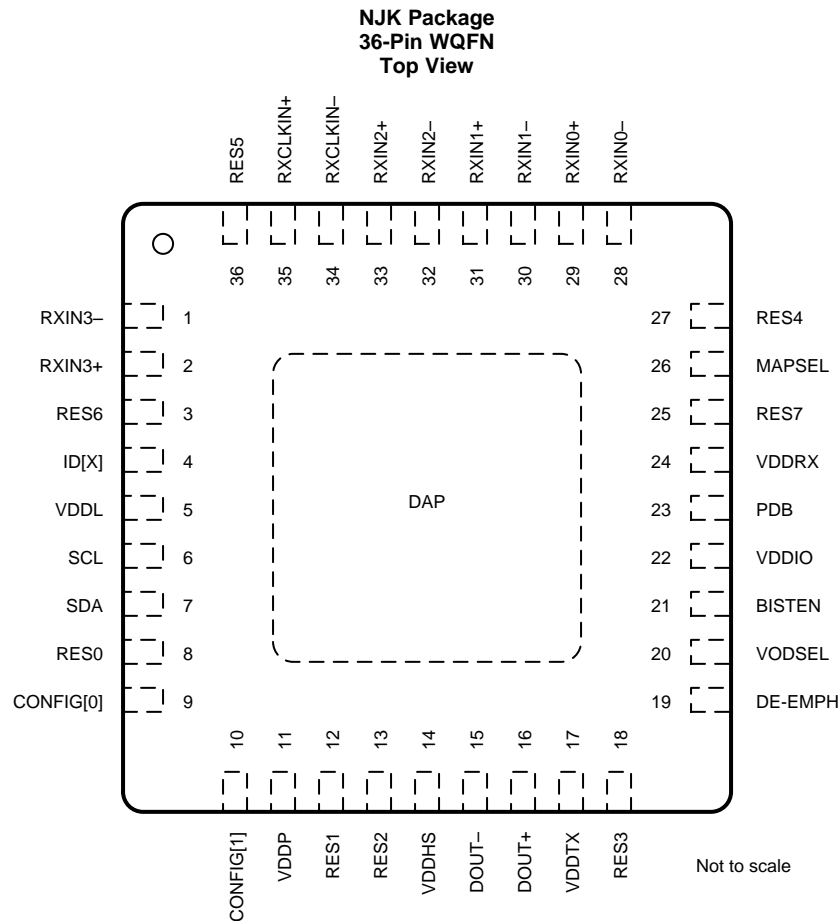 NJK Package
36-Pin WQFN
Top View
RES5
RXCLKIN+
RXCLKIN–
RXIN2+
RXIN2–
RXIN1+
RXIN1–
RXIN0+
RXIN0–
36
35
34
33
32
31
30
29
28
RXIN3– 1
RXIN3+ 2
RES6 3
ID[X] 4
VDDL 5
SCL 6
SDA 7
RES0 8
CONFIG[0] 9
DAP
27 RES4
26 MAPSEL
25 RES7
24 VDDRX
23 PDB
22 VDDIO
21 BISTEN
20 VODSEL
19 DE-EMPH
10
11
12
13
14
15
16
17
18
CONFIG[1]
VDDP
RES1
RES2
VDDHS
DOUT–
DOUT+
VDDTX
RES3
Not to scale